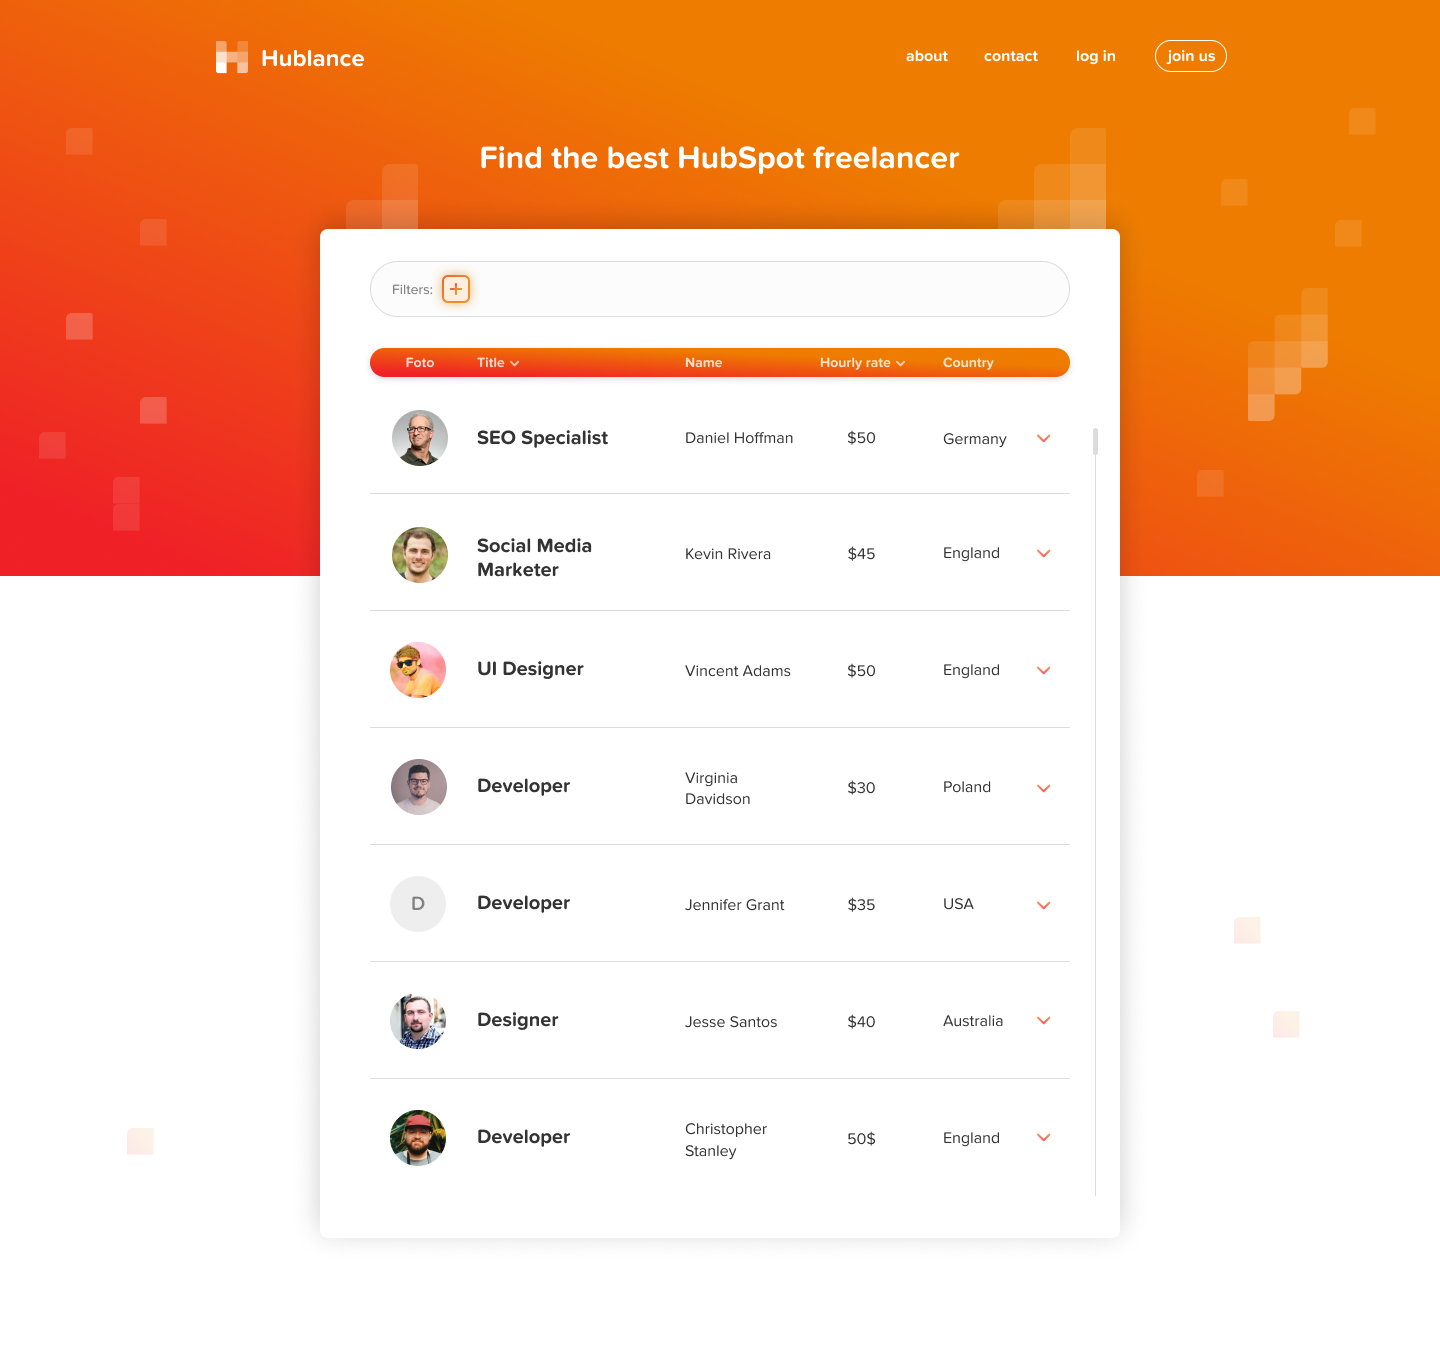 Hublance
about contact log in join us
Find the best HubSpot freelancer
Filters:
Foto Title Name Hourly rate Country
SEO Specialist Daniel Hoffman $50 Germany
Social Media
Marketer Kevin Rivera $45 England
UI Designer Vincent Adams $50 England
Developer Virginia
Davidson $30 Poland
D Developer Jennifer Grant $35 USA
Designer Jesse Santos $40 Australia
Developer Christopher
Stanley 50$ England